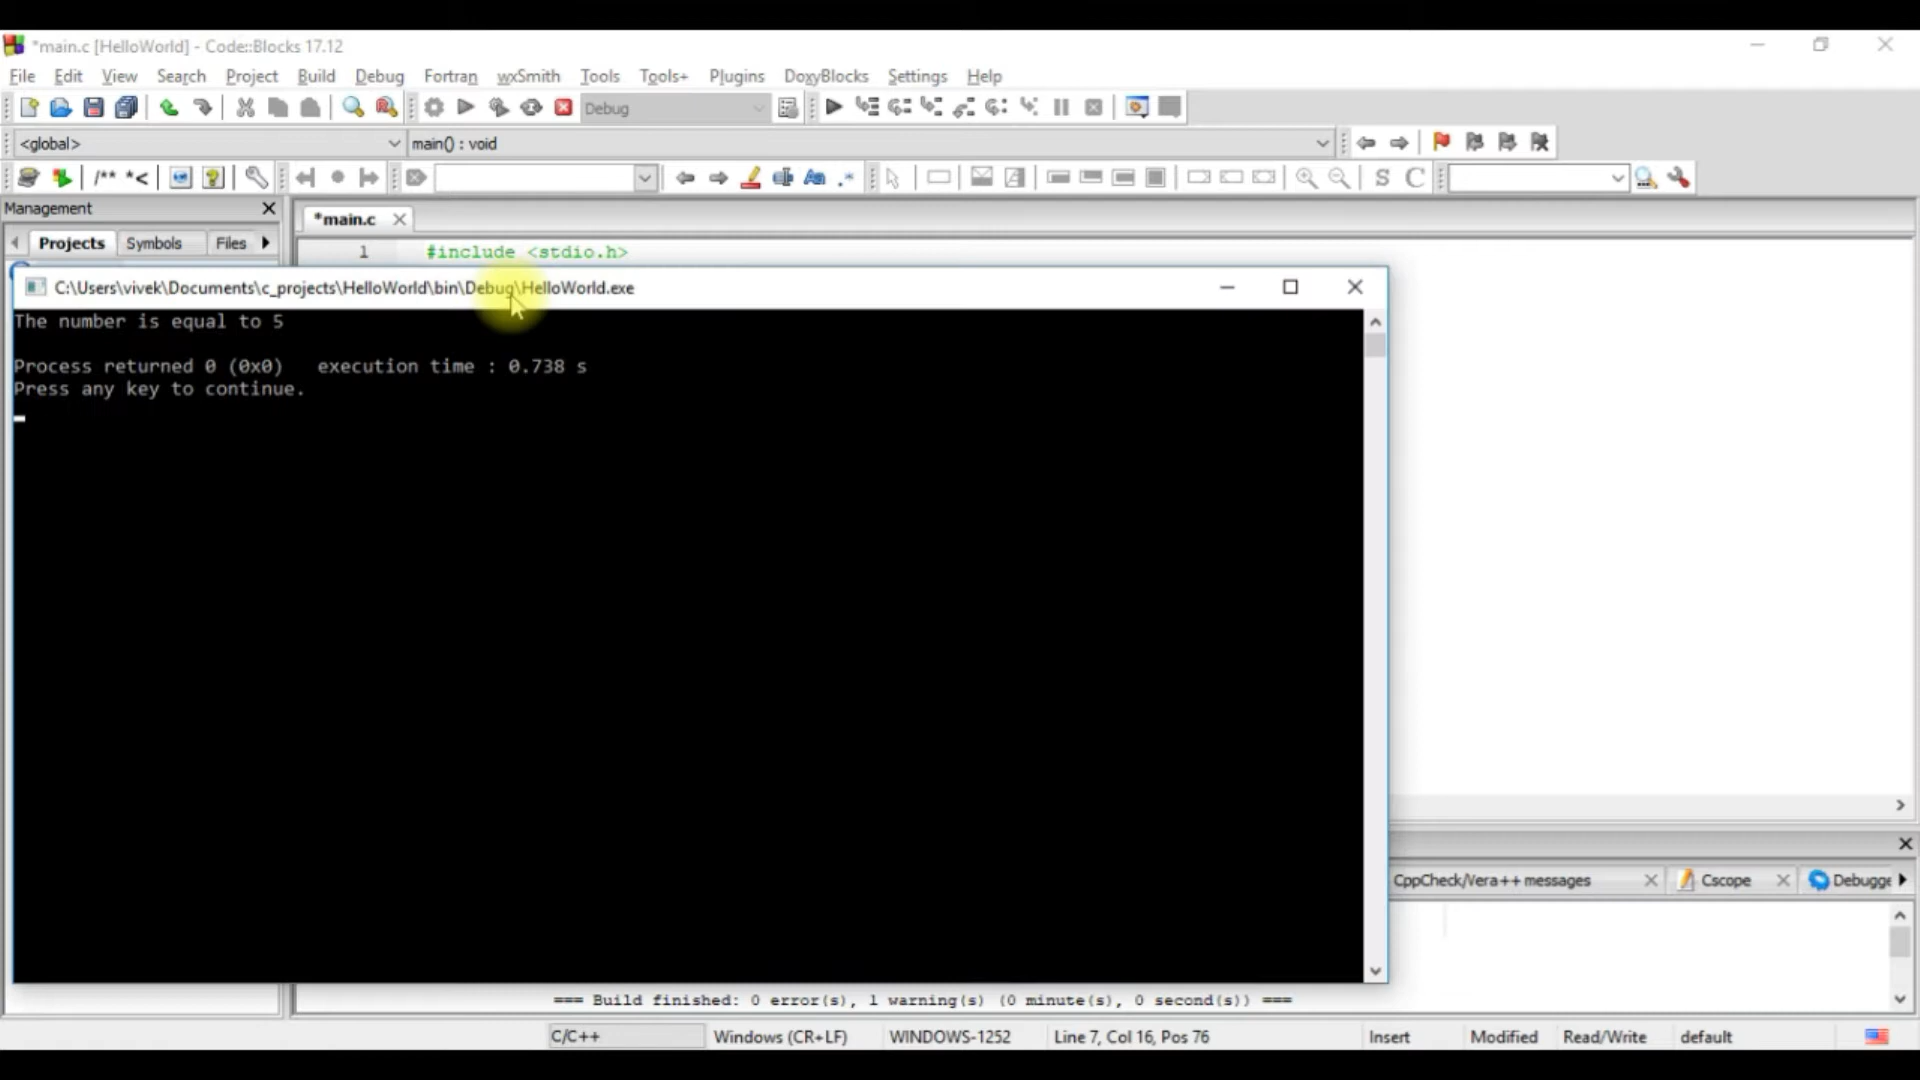 *main.c [HelloWorld] - Code::Blocks 17.12
File Edit View Search Project Build Debug Fortran wxSmith Tools Tools+ Plugins DoxyBlocks Settings Help
Debug
<global> main() : void
/** *< S C
Management
*main.c
Projects Symbols Files
1 #include <stdio.h>
C:\Users\vivek\Documents\c_projects\HelloWorld\bin\Debug\HelloWorld.exe
The number is equal to 5
Process returned 0 (0x0) execution time : 0.738 s
Press any key to continue.
CppCheck/Vera++ messages Cscope Debugge
=== Build finished: 0 error(s), 1 warning(s) (0 minute(s), 0 second(s)) ===
C/C++ Windows (CR+LF) WINDOWS-1252 Line 7, Col 16, Pos 76 Insert Modified Read/Write default